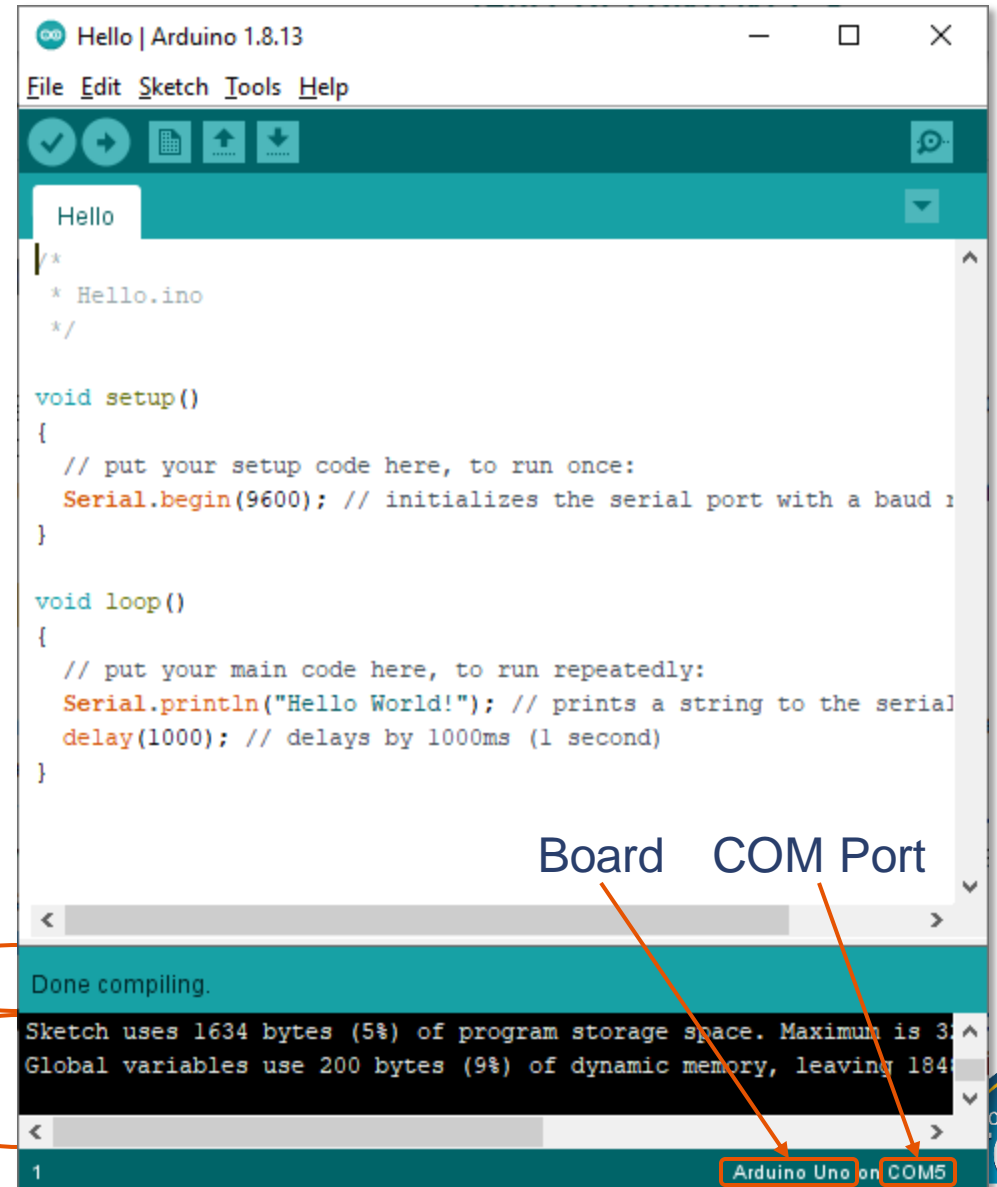 Hello | Arduino 1.8.13
File Edit Sketch Tools Help
Hello
/*
* Hello.ino
*/
void setup()
{
// put your setup code here, to run once:
Serial.begin(9600); // initializes the serial port with a baud
}
void loop()
{
// put your main code here, to run repeatedly:
Serial.println("Hello World!"); // prints a string to the serial
delay(1000); // delays by 1000ms (1 second)
}
Board COM Port
Done compiling.
Sketch uses 1634 bytes (5%) of program storage space. Maximum is
Global variables use 200 bytes (9%) of dynamic memory, leaving
1 Arduino Uno on COM5